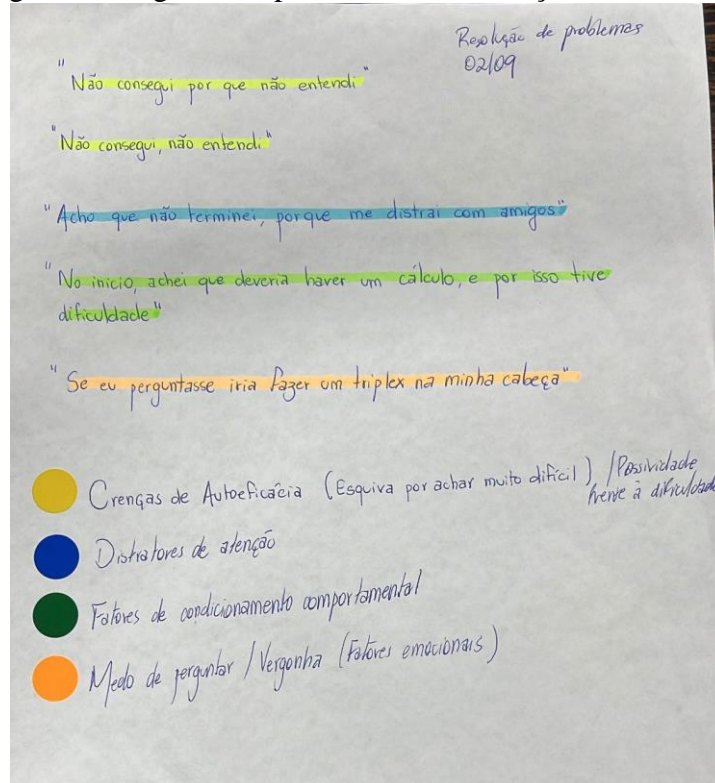 Resolução de problemas
02/09
"Não consegui por que não entendi"
"Não consegui, não entendi"
"Acho que não terminei, porque me distrai com amigos"
"No inicio, achei que deveria haver um cálculo, e por isso tive
dificuldade"
"Se eu perguntasse iria fazer um triplex na minha cabeça"
Crenças de Autoeficácia (Esquiva por achar muito difícil) / Passividade
frente à dificuldade
Distratores de atenção
Fatores de condicionamento comportamental
Medo de perguntar / Vergonha (Fatores emocionais)